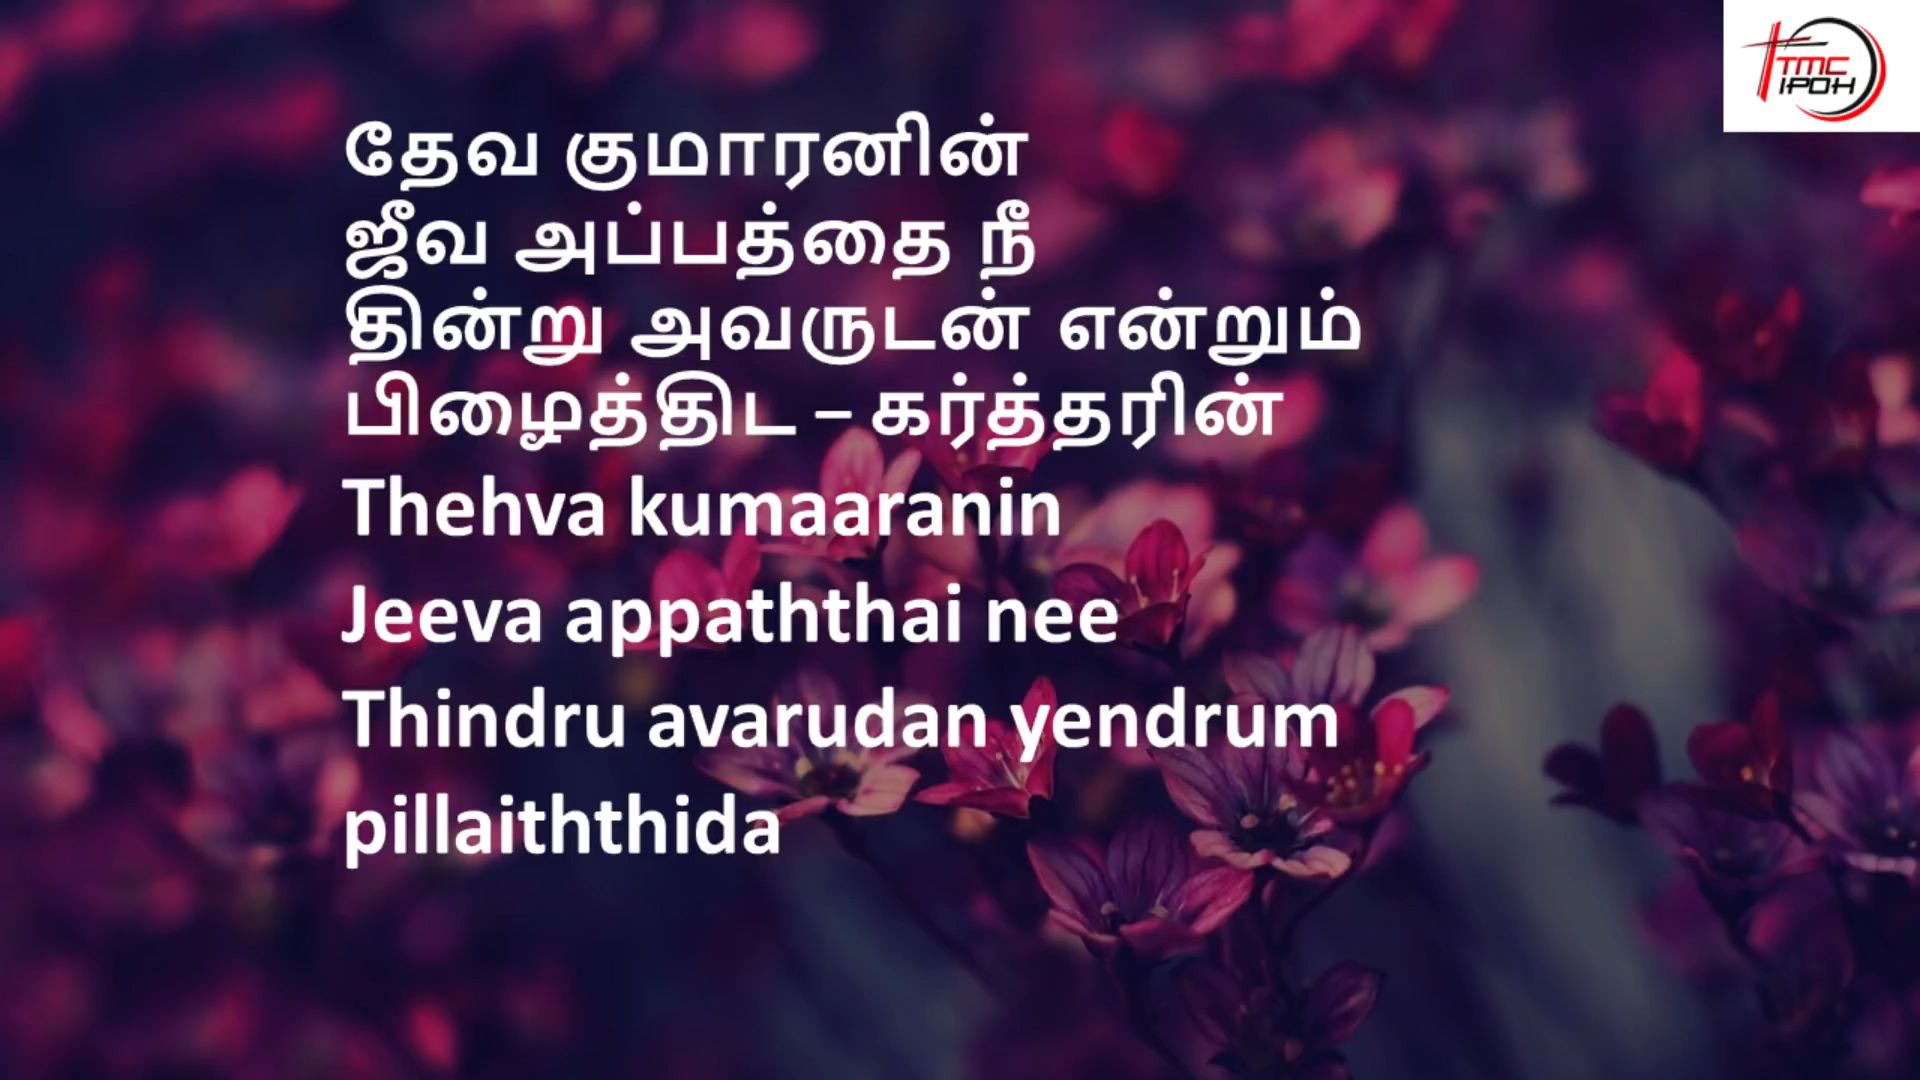 TMC
IPOH
தேவ குமாரனின்
ஜீவ அப்பத்தை நீ
தின்று அவருடன் என்றும்
பிழைத்திட – கர்த்தரின்
Thehva kumaaranin
Jeeva appaththai nee
Thindru avarudan yendrum
pillaiththida